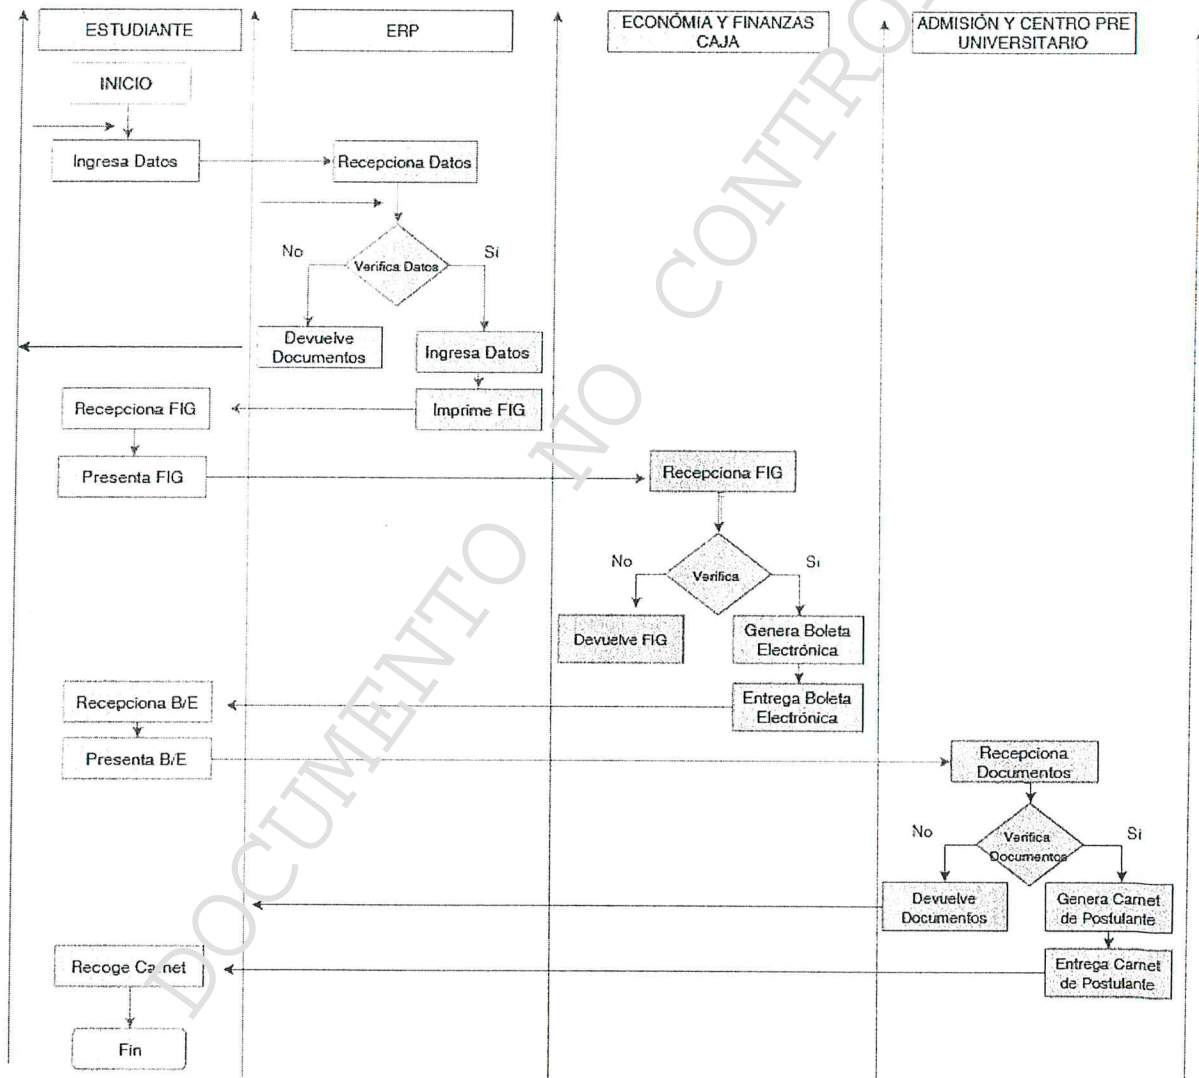 ESTUDIANTE
ERP
ECONÓMIA Y FINANZAS
CAJA
ADMISIÓN Y CENTRO PRE
UNIVERSITARIO
INICIO
Ingresa Datos
Recepciona Datos
No
Si
Verifica Datos
Devuelve
Documentos
Ingresa Datos
Recepciona FIG
Imprime FIG
Presenta FIG
Recepciona FIG
No
Si
Verifica
Devuelve FIG
Genera Boleta
Electrónica
Recepciona B/E
Entrega Boleta
Electrónica
Presenta B/E
Recepciona
Documentos
No
Si
Verifica
Documentos
Devuelve
Documentos
Genera Carnet
de Postulante
Recoge Carnet
Entrega Carnet
de Postulante
Fin
DOCUMENTO NO CONTRO